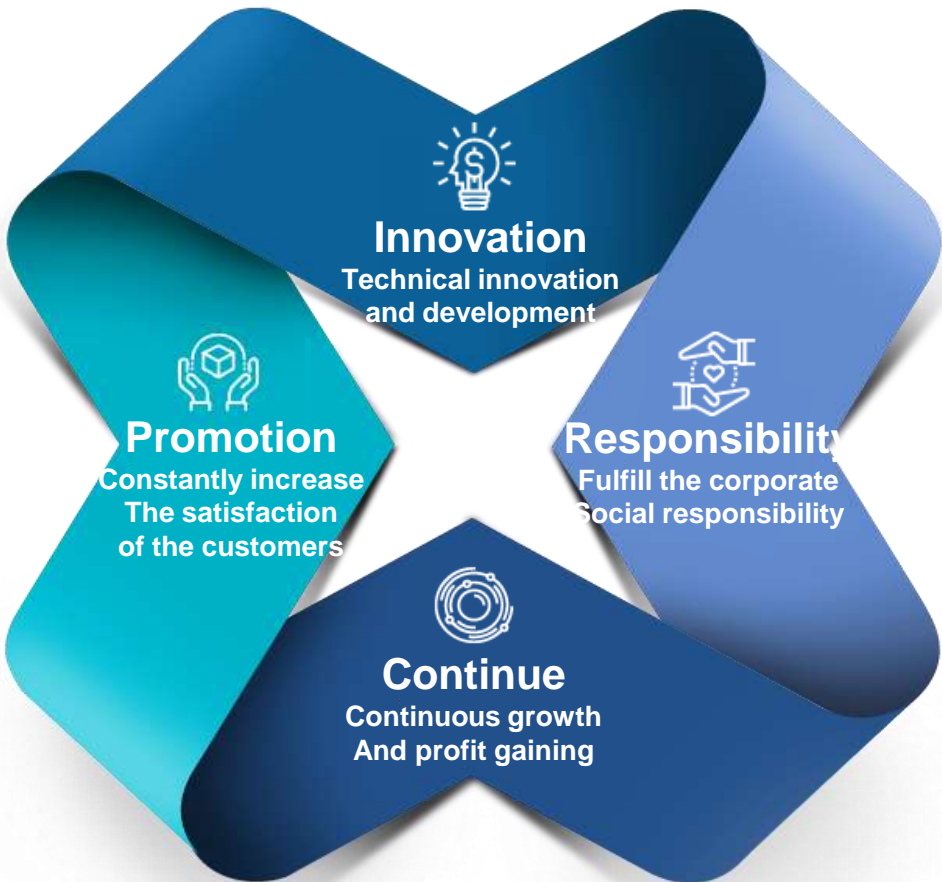 Innovation
Technical innovation
and development
Promotion
Constantly increase
The satisfaction
of the customers
Responsibility
Fulfill the corporate
Social responsibility
Continue
Continuous growth
And profit gaining